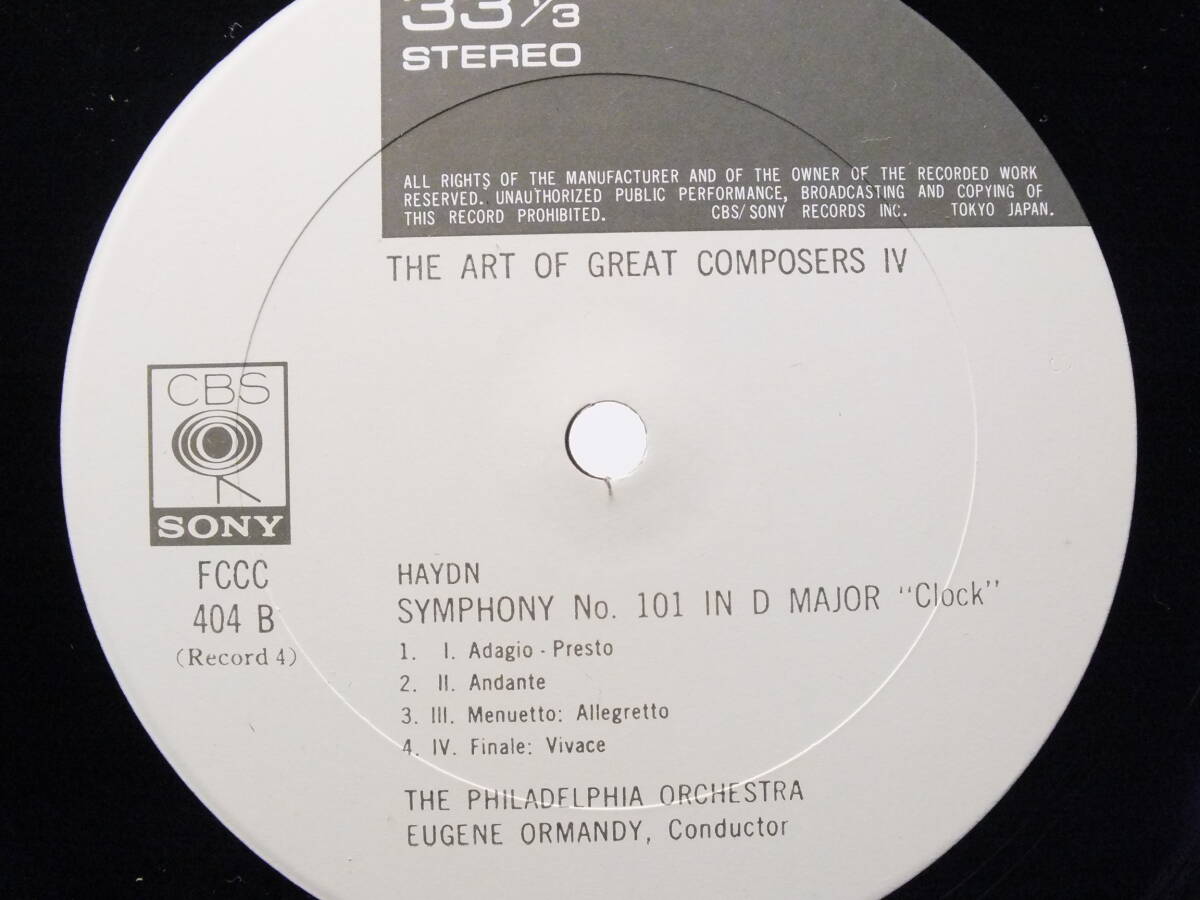 33 1/3
STEREO
ALL RIGHTS OF THE MANUFACTURER AND OF THE OWNER OF THE RECORDED WORK
RESERVED. UNAUTHORIZED PUBLIC PERFORMANCE, BROADCASTING AND COPYING OF
THIS RECORD PROHIBITED. CBS/SONY RECORDS INC. TOKYO JAPAN.
THE ART OF GREAT COMPOSERS IV
CBS
SONY
FCCC
404 B
(Record 4)
HAYDN
SYMPHONY No. 101 IN D MAJOR "Clock"
1. I. Adagio - Presto
2. II. Andante
3. III. Menuetto: Allegretto
4. IV. Finale: Vivace
THE PHILADELPHIA ORCHESTRA
EUGENE ORMANDY, Conductor